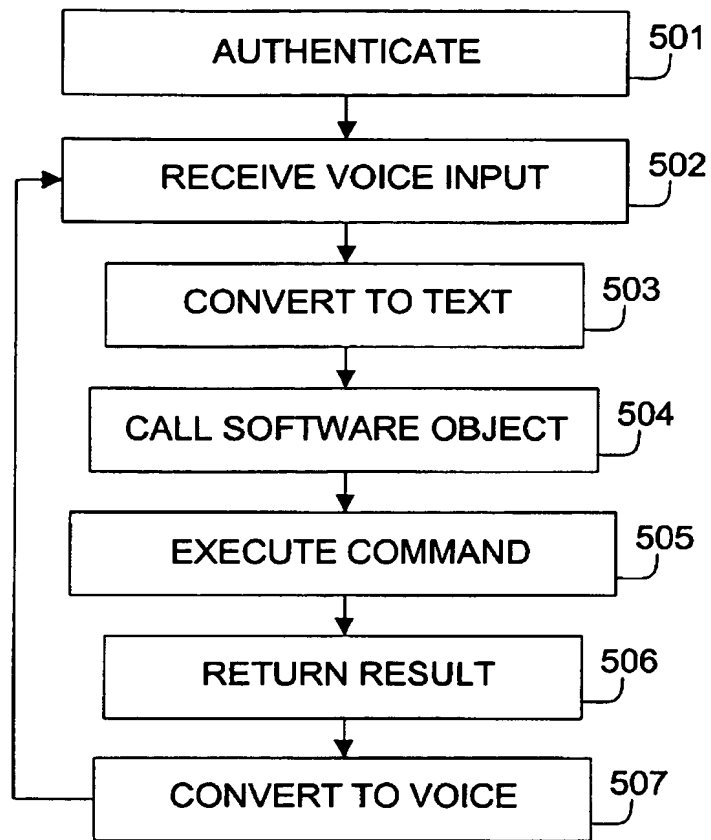 AUTHENTICATE 501
RECEIVE VOICE INPUT 502
CONVERT TO TEXT 503
CALL SOFTWARE OBJECT 504
EXECUTE COMMAND 505
RETURN RESULT 506
CONVERT TO VOICE 507